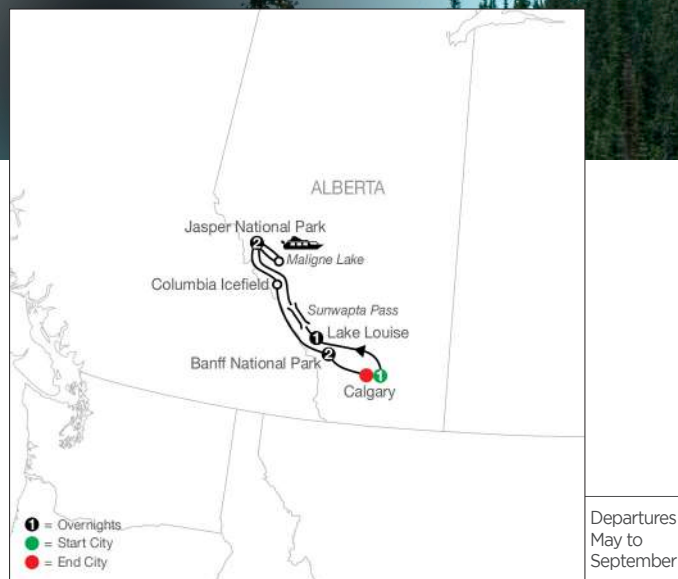 ALBERTA
Jasper National Park
2
Maligne Lake
Columbia Icefield
Sunwapta Pass
1 Lake Louise
Banff National Park 2
1
Calgary
1 = Overnights
= Start City
= End City
Departures
May to
September